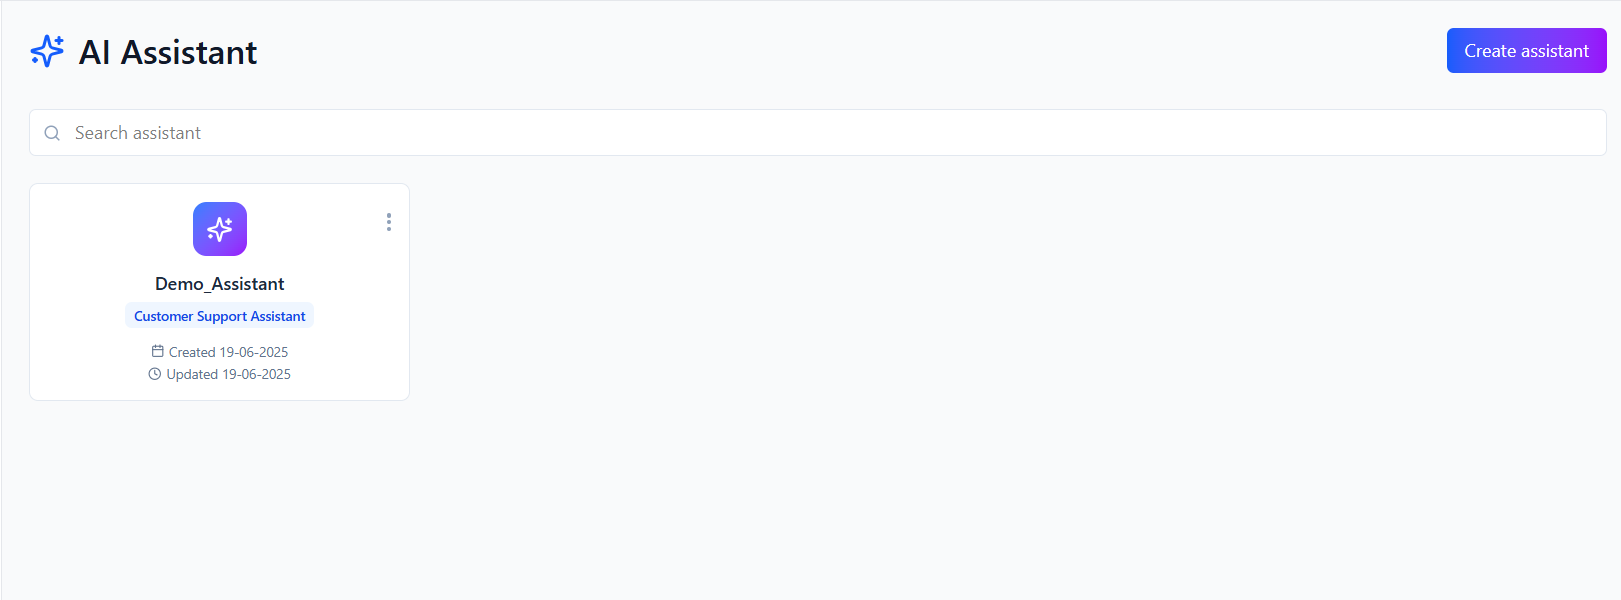 AI Assistant
Create assistant
Search assistant
Demo_Assistant
Customer Support Assistant
Created 19-06-2025
Updated 19-06-2025